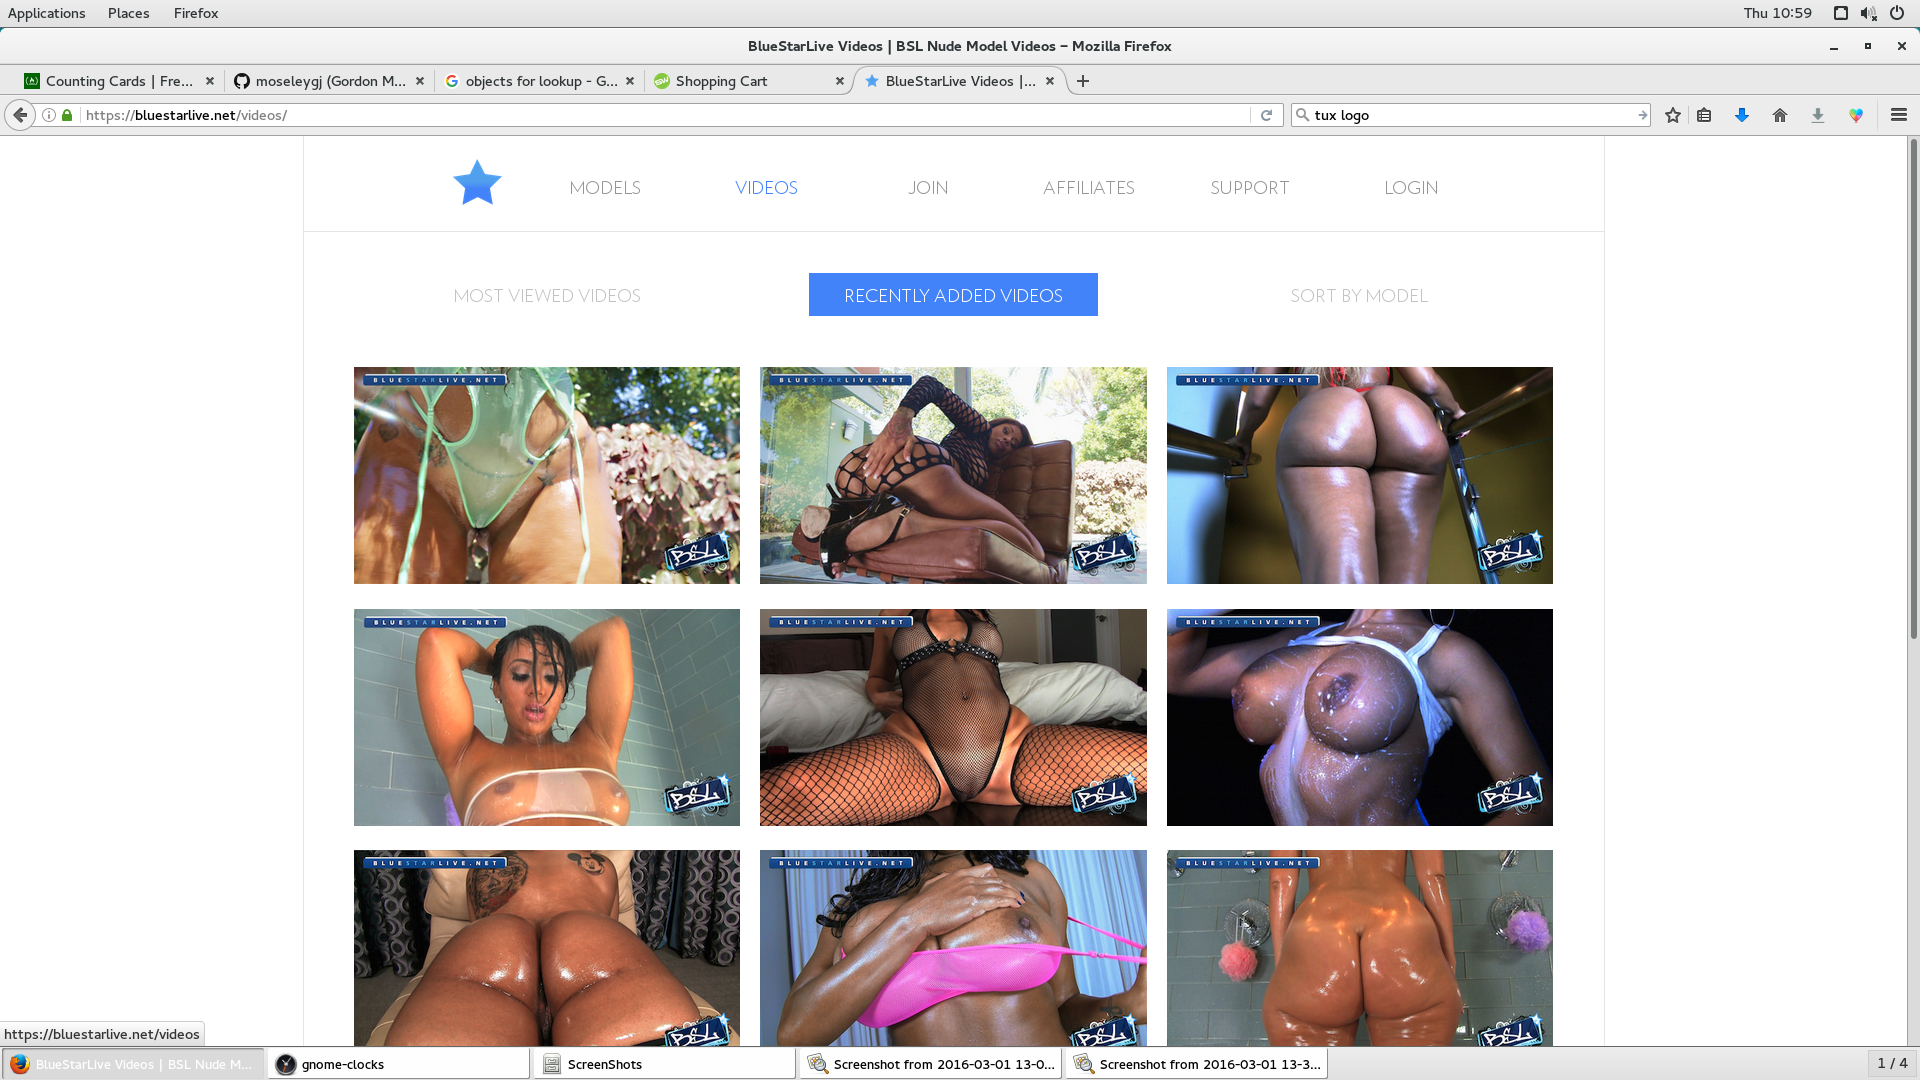 Applications Places Firefox Thu 10:59
BlueStarLive Videos | BSL Nude Model Videos – Mozilla Firefox
Counting Cards | Fre... moseleygj (Gordon M... objects for lookup - G... Shopping Cart BlueStarLive Videos |...
https://bluestarlive.net/videos/ tux logo
MODELS VIDEOS JOIN AFFILIATES SUPPORT LOGIN
MOST VIEWED VIDEOS RECENTLY ADDED VIDEOS SORT BY MODEL
BLUESTARLIVE.NET BLUESTARLIVE.NET BLUESTARLIVE.NET
BSL BSL BSL
BLUESTARLIVE.NET BLUESTARLIVE.NET BLUESTARLIVE.NET
BSL BSL BSL
BLUESTARLIVE.NET BLUESTARLIVE.NET BLUESTARLIVE.NET
BSL BSL BSL
https://bluestarlive.net/videos
BlueStarLive Videos | BSL Nude M... gnome-clocks ScreenShots Screenshot from 2016-03-01 13-0... Screenshot from 2016-03-01 13-3... 1 / 4